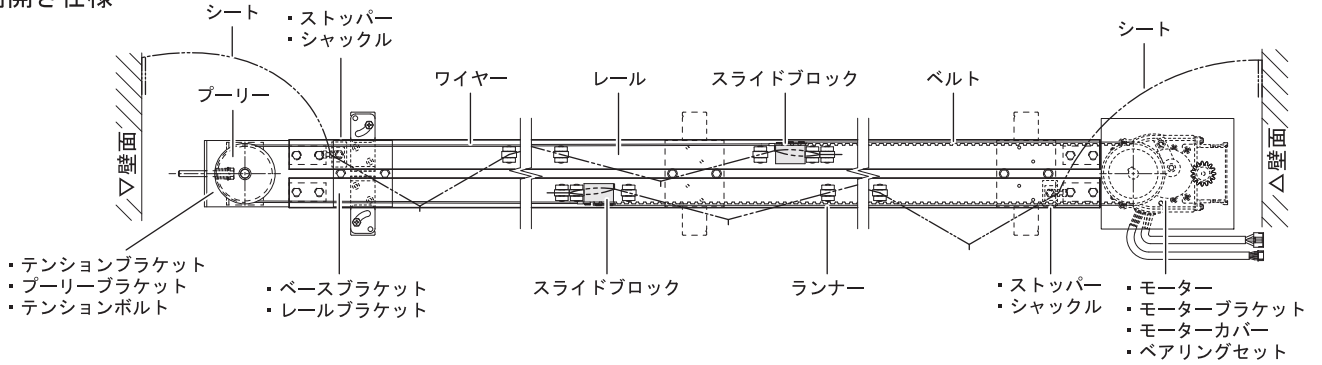 シート
・ストッパー
・シャックル
シート
ワイヤー
レール
スライドブロック
ベルト
プーリー
▽壁面
▽壁面
・テンションブラケット
・プーリーブラケット
・テンションボルト
・ベースブラケット
・レールブラケット
スライドブロック
ランナー
・ストッパー
・シャックル
・モーター
・モーターブラケット
・モーターカバー
・ベアリングセット